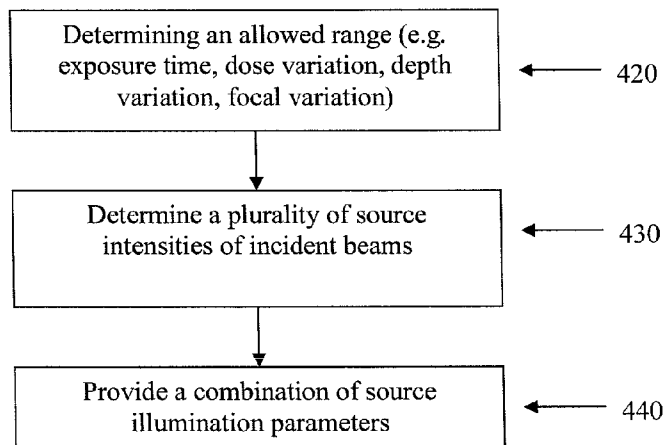 Determining an allowed range (e.g.
exposure time, dose variation, depth
variation, focal variation)
420
Determine a plurality of source
intensities of incident beams
430
Provide a combination of source
illumination parameters
440